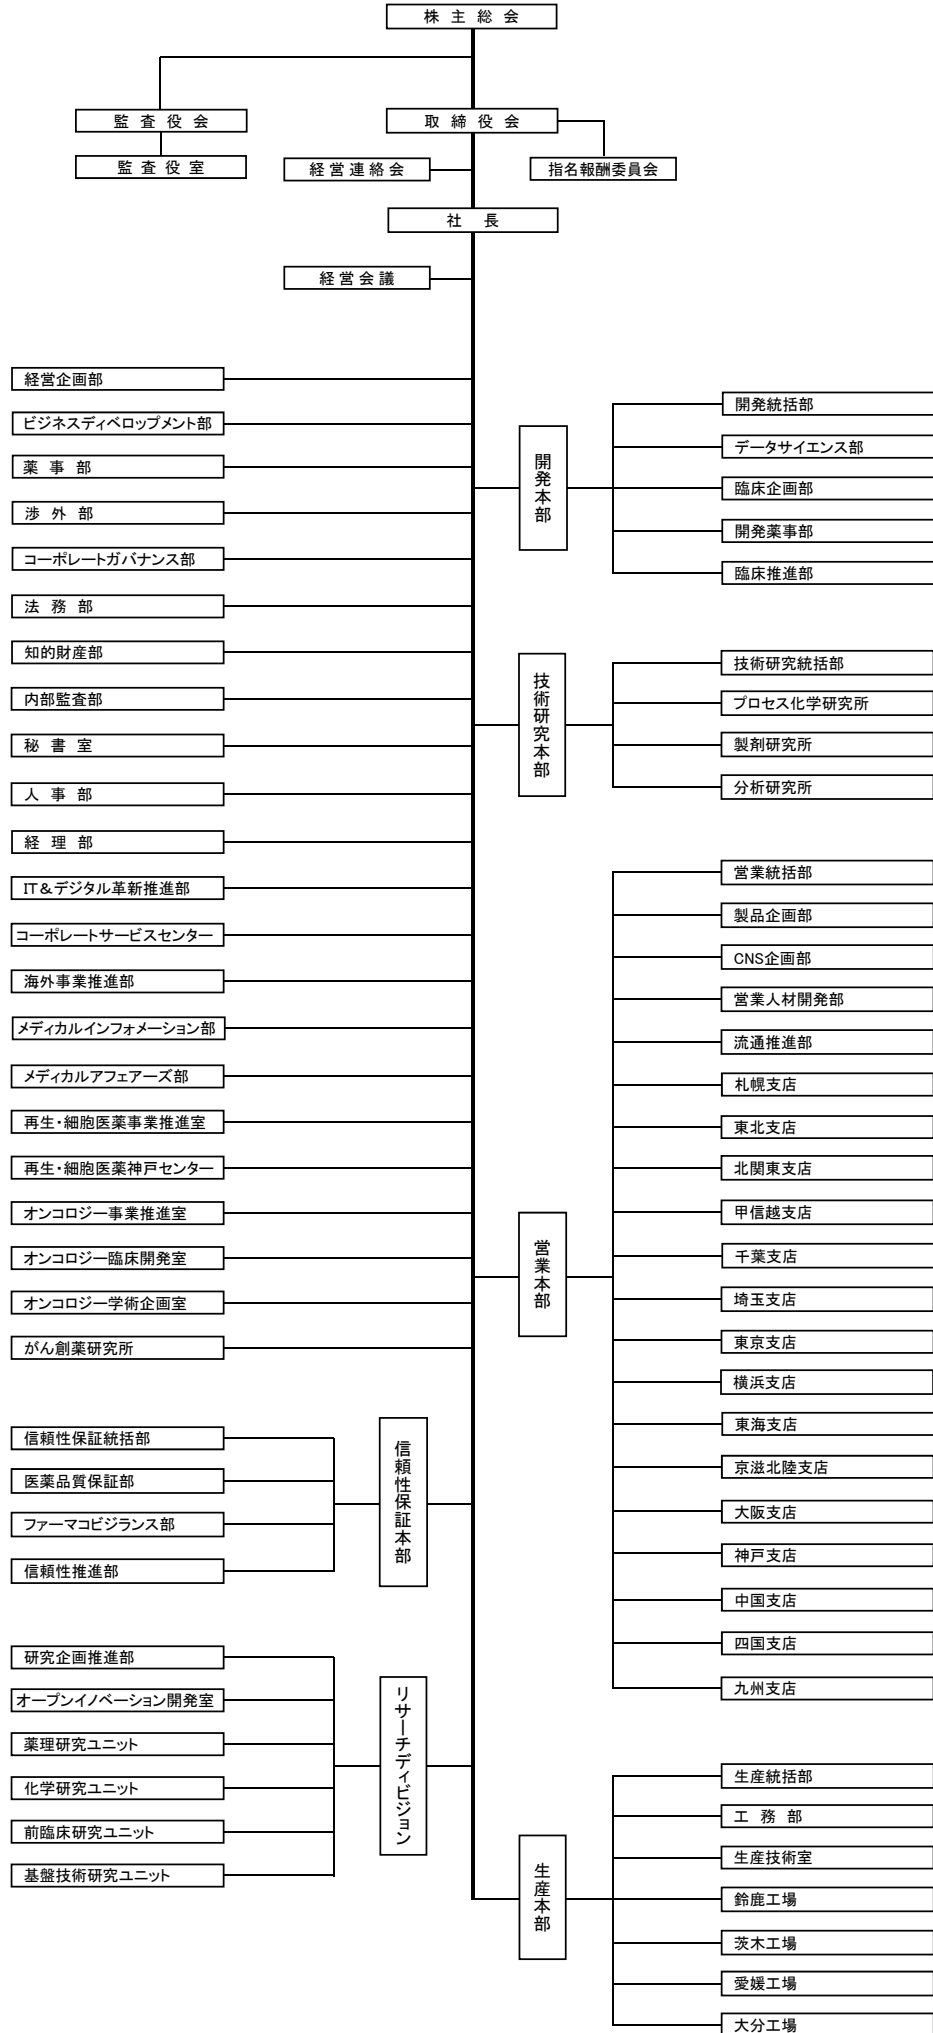 株 主 総 会
監 査 役 会
取 締 役 会
監 査 役 室
経 営 連 絡 会
指名報酬委員会
社 長
経 営 会 議
経営企画部
ビジネスディベロップメント部
薬 事 部
渉 外 部
コーポレートガバナンス部
法 務 部
知的財産部
内部監査部
秘 書 室
人 事 部
経 理 部
IT&デジタル革新推進部
コーポレートサービスセンター
海外事業推進部
メディカルインフォメーション部
メディカルアフェアーズ部
再生・細胞医薬事業推進室
再生・細胞医薬神戸センター
オンコロジー事業推進室
オンコロジー臨床開発室
オンコロジー学術企画室
がん創薬研究所
信頼性保証本部
信頼性保証統括部
医薬品質保証部
ファーマコビジランス部
信頼性推進部
リサーチディビジョン
研究企画推進部
オープンイノベーション開発室
薬理研究ユニット
化学研究ユニット
前臨床研究ユニット
基盤技術研究ユニット
開発本部
開発統括部
データサイエンス部
臨床企画部
開発薬事部
臨床推進部
技術研究本部
技術研究統括部
プロセス化学研究所
製剤研究所
分析研究所
営業本部
営業統括部
製品企画部
CNS企画部
営業人材開発部
流通推進部
札幌支店
東北支店
北関東支店
甲信越支店
千葉支店
埼玉支店
東京支店
横浜支店
東海支店
京滋北陸支店
大阪支店
神戸支店
中国支店
四国支店
九州支店
生産本部
生産統括部
工 務 部
生産技術室
鈴鹿工場
茨木工場
愛媛工場
大分工場